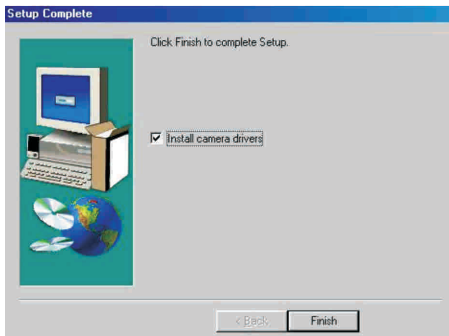 Setup Complete
Click Finish to complete Setup.
Install camera drivers
< Back
Finish